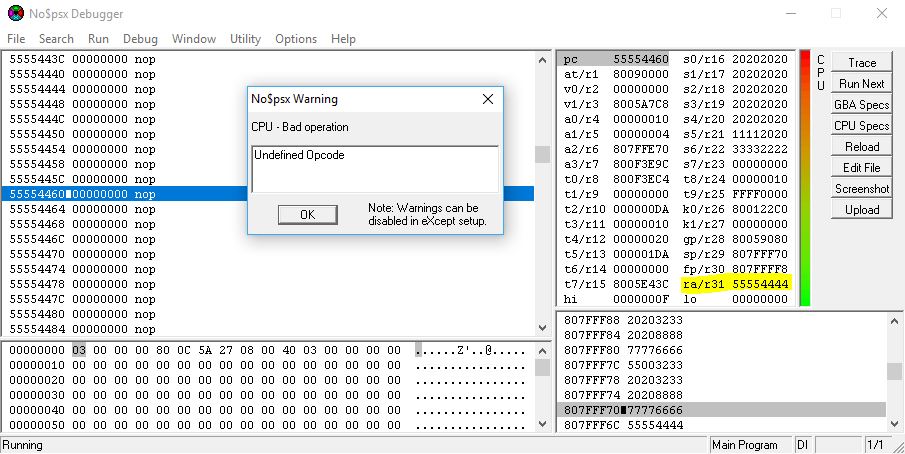 No$psx Debugger
File Search Run Debug Window Utility Options Help
5555443C 00000000 nop
55554440 00000000 nop
55554444 00000000 nop
55554448 00000000 nop
5555444C 00000000 nop
55554450 00000000 nop
55554454 00000000 nop
55554458 00000000 nop
5555445C 00000000 nop
55554460 00000000 nop
55554464 00000000 nop
55554468 00000000 nop
5555446C 00000000 nop
55554470 00000000 nop
55554474 00000000 nop
55554478 00000000 nop
5555447C 00000000 nop
55554480 00000000 nop
55554484 00000000 nop
No$psx Warning
CPU - Bad operation
Undefined Opcode
OK
Note: Warnings can be
disabled in eXcept setup.
pc 55554460 s0/r16 20202020
at/r1 80090000 s1/r17 20202020
v0/r2 00000000 s2/r18 20202020
v1/r3 8005A7C8 s3/r19 20202020
a0/r4 00000010 s4/r20 20202020
a1/r5 00000004 s5/r21 11112020
a2/r6 807FFE70 s6/r22 33332222
a3/r7 800F3E9C s7/r23 00000000
t0/r8 800F3EC4 t8/r24 00000010
t1/r9 00000000 t9/r25 FFFF0000
t2/r10 000000DA k0/r26 800122C0
t3/r11 00000010 k1/r27 00000000
t4/r12 00000020 gp/r28 80059080
t5/r13 000001DA sp/r29 807FFF70
t6/r14 00000000 fp/r30 807FFFF8
t7/r15 8005E43C ra/r31 55554444
hi 0000000F lo 00000000
C
P
U
Trace
Run Next
GBA Specs
CPU Specs
Reload
Edit File
Screenshot
Upload
00000000 03 00 00 00 80 0C 5A 27 08 00 40 03 00 00 00 00 ......Z'..@.....
00000010 00 00 00 00 00 00 00 00 00 00 00 00 00 00 00 00 ................
00000020 00 00 00 00 00 00 00 00 00 00 00 00 00 00 00 00 ................
00000030 00 00 00 00 00 00 00 00 00 00 00 00 00 00 00 00 ................
00000040 00 00 00 00 00 00 00 00 00 00 00 00 00 00 00 00 ................
00000050 00 00 00 00 00 00 00 00 00 00 00 00 00 00 00 00 ................
807FFF88 20203233
807FFF84 20208888
807FFF80 77776666
807FFF7C 55003233
807FFF78 20203233
807FFF74 20208888
807FFF70 77776666
807FFF6C 55554444
Running
Main Program
DI
1/1